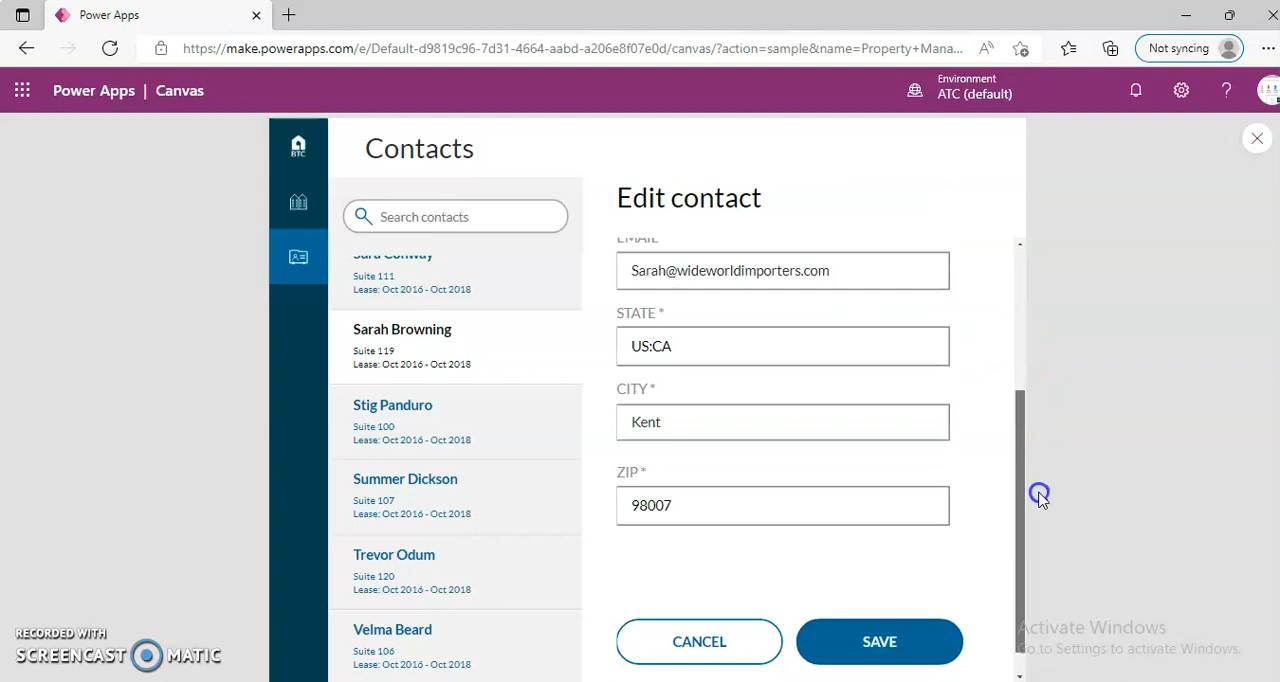 Power Apps
https://make.powerapps.com/e/Default-d9819c96-7d31-4664-aabd-a206e8f07e0d/canvas/?action=sample&name=Property+Mana...
Not syncing
Power Apps | Canvas
Environment
ATC (default)
BTC
Contacts
Search contacts
Sara Conway
Suite 111
Lease: Oct 2016 - Oct 2018
Sarah Browning
Suite 119
Lease: Oct 2016 - Oct 2018
Stig Panduro
Suite 100
Lease: Oct 2016 - Oct 2018
Summer Dickson
Suite 107
Lease: Oct 2016 - Oct 2018
Trevor Odum
Suite 120
Lease: Oct 2016 - Oct 2018
Velma Beard
Suite 106
Lease: Oct 2016 - Oct 2018
Edit contact
EMAIL
Sarah@wideworldimporters.com
STATE *
US:CA
CITY *
Kent
ZIP *
98007
CANCEL
SAVE
Activate Windows
Go to Settings to activate Windows.
RECORDED WITH
SCREENCAST MATIC